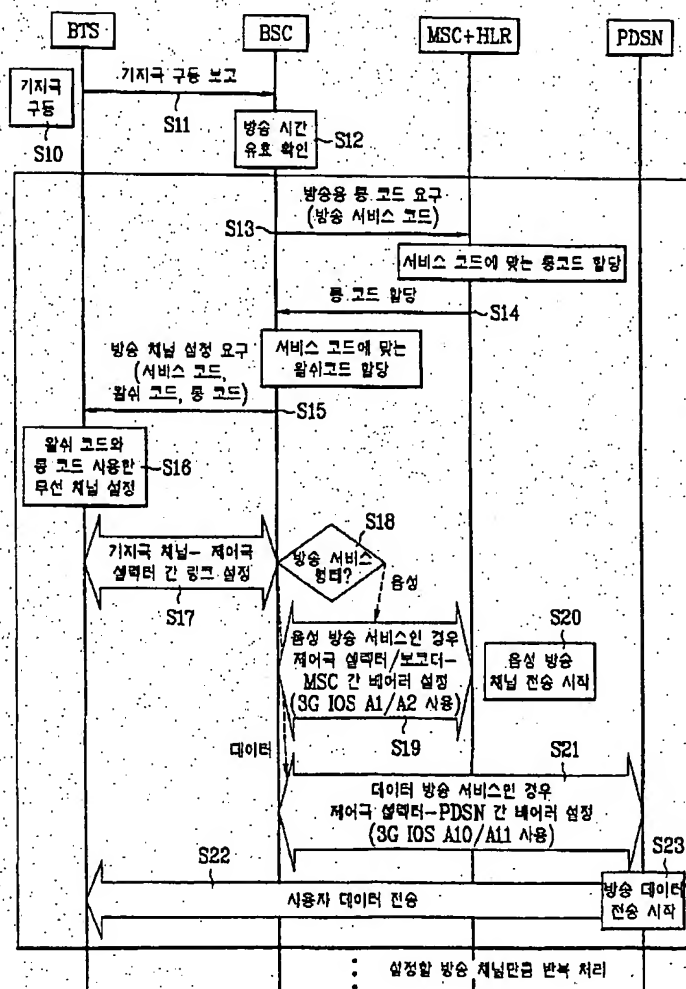 BTS
BSC
MSC+HLR
PDSN
기지국
구동
S10
기지국 구동 보고
S11
방송 시간
유효 확인
S12
방송용 롱 코드 요구
(방송 서비스 코드)
S13
서비스 코드에 맞는 롱코드 할당
롱 코드 할당
S14
방송 채널 설정 요구
(서비스 코드,
왈쉬 코드, 롱 코드)
서비스 코드에 맞는
왈쉬코드 할당
S15
왈쉬 코드와
롱 코드 사용한
무선 채널 설정
S16
기지국 채널- 제어국
셀렉터 간 링크 설정
S17
방송 서비스
형태?
S18
음성
음성 방송 서비스인 경우
제어국 셀렉터/보코더-
MSC 간 베어러 설정
(3G IOS A1/A2 사용)
S19
S20
음성 방송
채널 전송 시작
데이터
S21
데이터 방송 서비스인 경우
제어국 셀렉터-PDSN 간 베어러 설정
(3G IOS A10/A11 사용)
S22
사용자 데이터 전송
S23
방송 데이터
전송 시작
설정할 방송 채널만큼 반복 처리